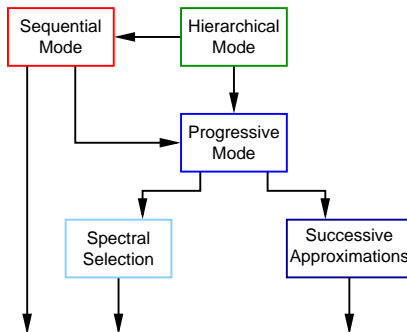 Sequential
Mode
Hierarchical
Mode
Progressive
Mode
Spectral
Selection
Successive
Approximations